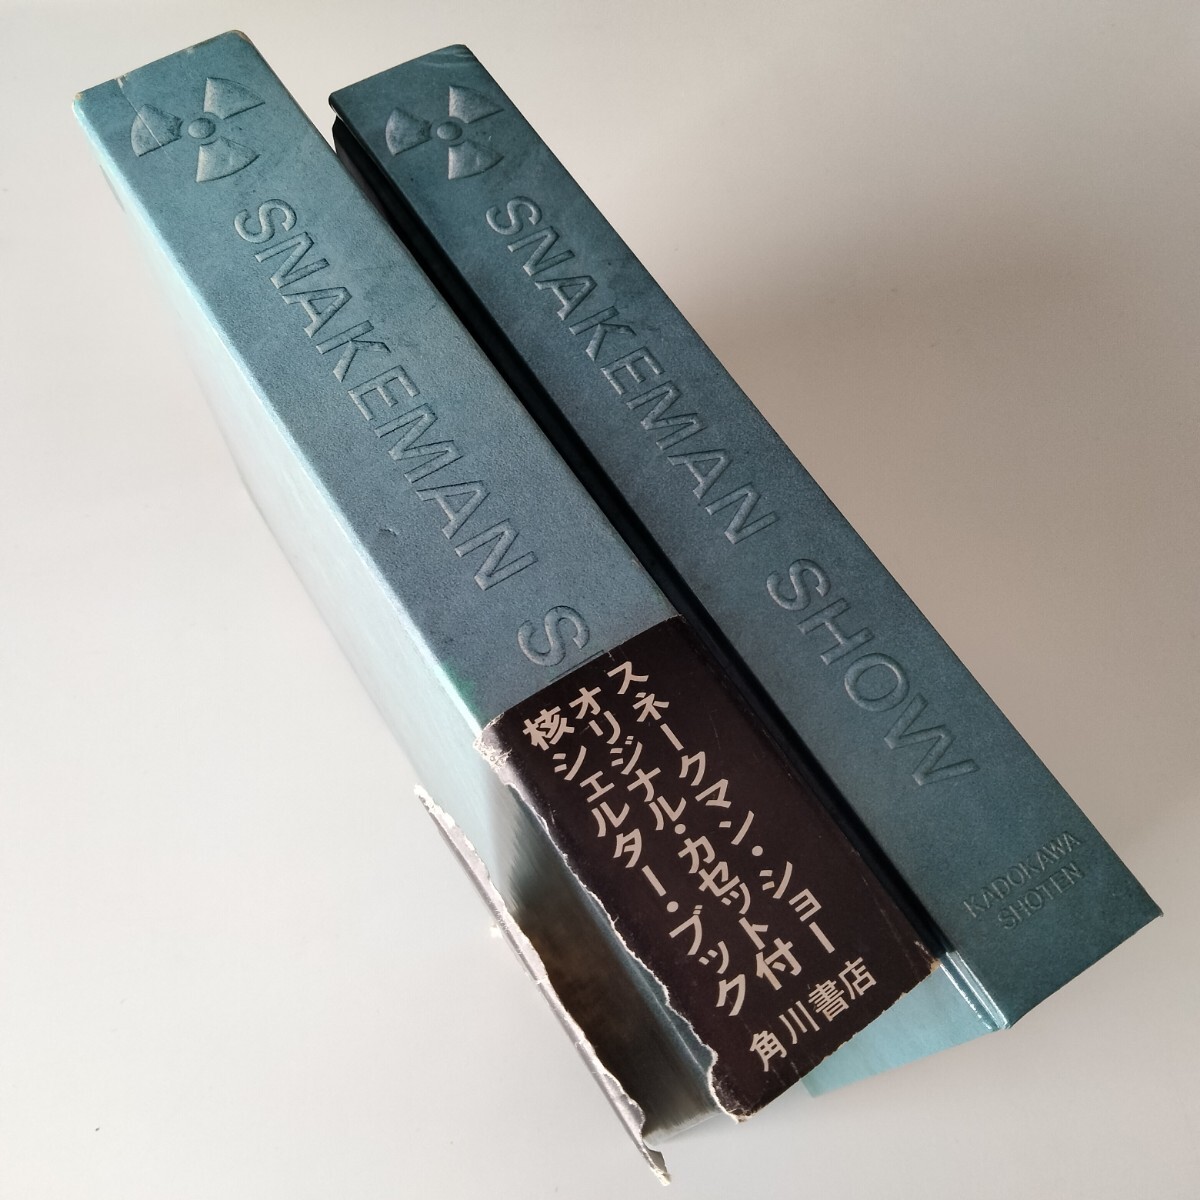 SNAKEMAN S
スネークマン・ショー
オリジナル・カセット付
核シェルター・ブック
角川書店
SNAKEMAN SHOW
KADOKAWA
SHOTEN